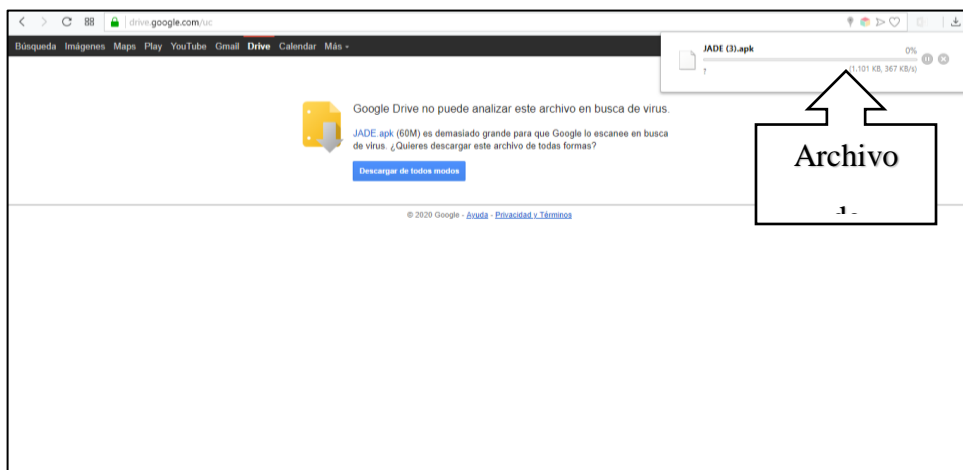 drive.google.com/uc
Búsqueda Imágenes Maps Play YouTube Gmail Drive Calendar Más
JADE (3).apk
0%
?
(1,101 KB, 367 KB/s)
Google Drive no puede analizar este archivo en busca de virus.
JADE.apk (60M) es demasiado grande para que Google lo escanee en busca
de virus. ¿Quieres descargar este archivo de todas formas?
Descargar de todos modos
Archivo
© 2020 Google - Ayuda - Privacidad y Términos